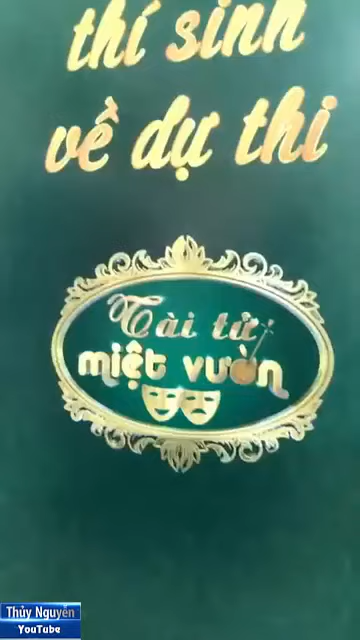 thí sinh
về dự thi
Tài tử
miệt vườn
Thủy Nguyễn
YouTube